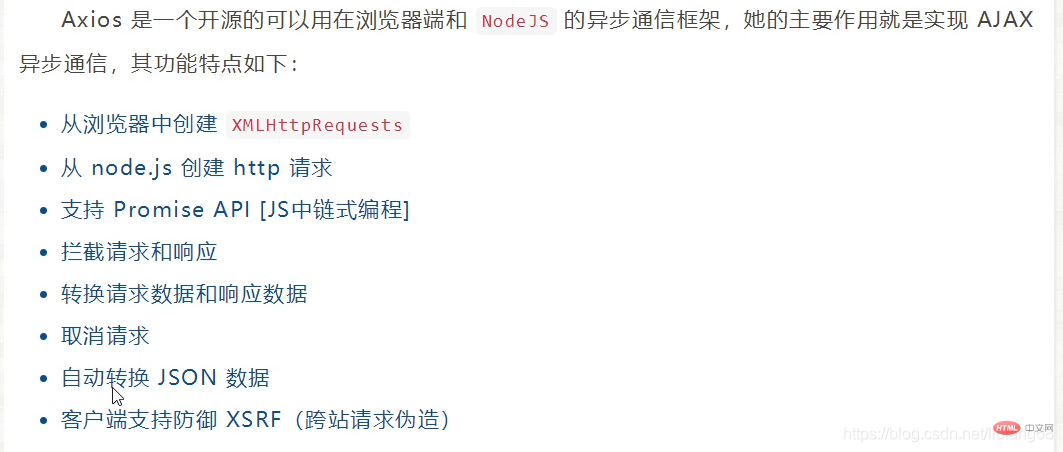 Axios 是一个开源的可以用在浏览器端和 NodeJS 的异步通信框架，她的主要作用就是实现 AJAX
异步通信，其功能特点如下：
从浏览器中创建 XMLHttpRequests
从 node.js 创建 http 请求
支持 Promise API [JS中链式编程]
拦截请求和响应
转换请求数据和响应数据
取消请求
自动转换 JSON 数据
客户端支持防御 XSRF（跨站请求伪造）
HTML 中文网